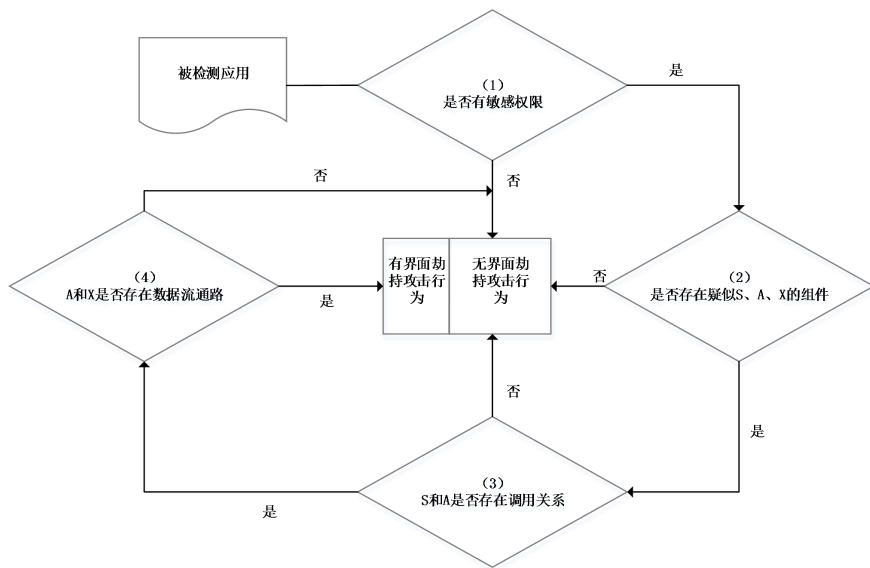 被检测应用
（1）
是否有敏感权限
是
否
否
（4）
A和X是否存在数据流通路
有界面劫
持攻击行
为
无界面劫
持攻击行
为
否
（2）
是否存在疑似S、A、X的组件
是
否
是
（3）
S和A是否存在调用关系
是